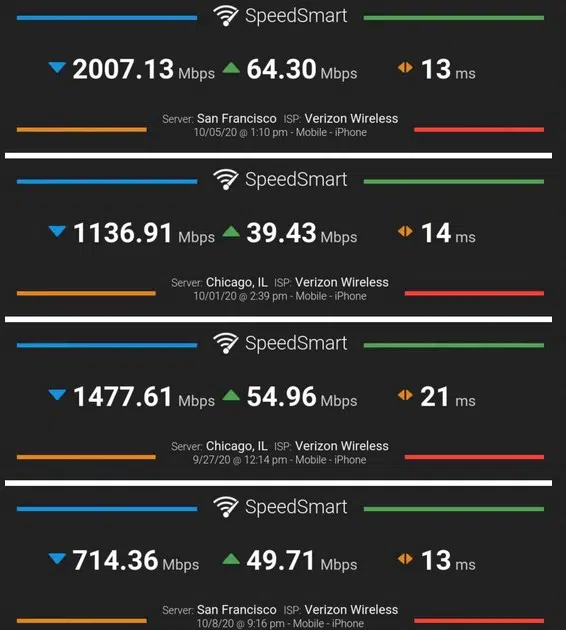 SpeedSmart
2007.13 Mbps 64.30 Mbps 13 ms
Server: San Francisco ISP: Verizon Wireless
10/05/20 @ 1:10 pm - Mobile - iPhone
SpeedSmart
1136.91 Mbps 39.43 Mbps 14 ms
Server: Chicago, IL ISP: Verizon Wireless
10/01/20 @ 2:39 pm - Mobile - iPhone
SpeedSmart
1477.61 Mbps 54.96 Mbps 21 ms
Server: Chicago, IL ISP: Verizon Wireless
9/27/20 @ 12:14 pm - Mobile - iPhone
SpeedSmart
714.36 Mbps 49.71 Mbps 13 ms
Server: San Francisco ISP: Verizon Wireless
10/8/20 @ 9:16 pm - Mobile - iPhone